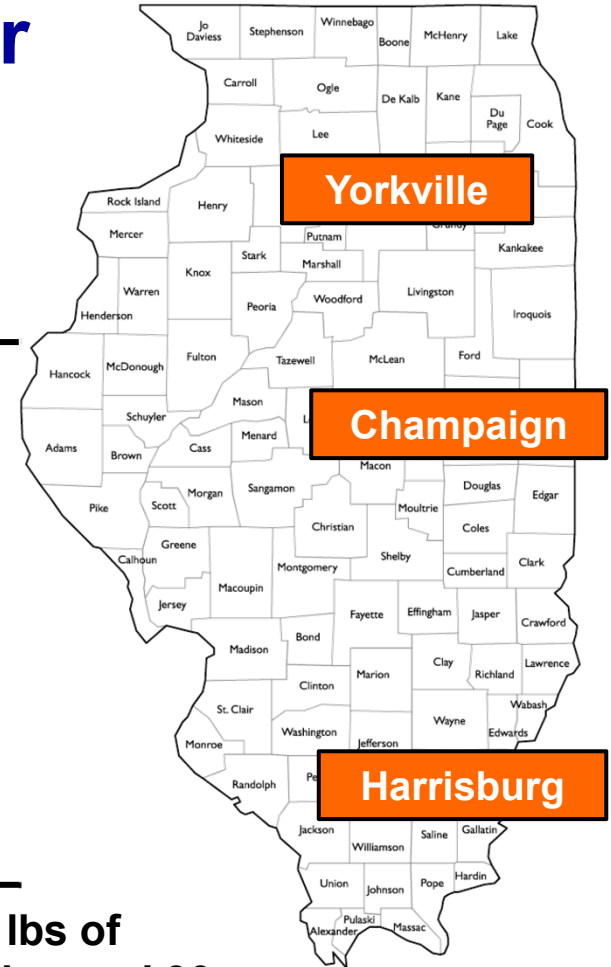 r
Jo
Daviess
Stephenson
Winnebago
Boone
McHenry
Lake
Carroll
Ogle
De Kalb
Kane
Du
Page
Cook
Whiteside
Lee
Yorkville
Rock Island
Henry
Mercer
Putnam
Grundy
Kankakee
Stark
Marshall
Knox
Warren
Henderson
Peoria
Woodford
Livingston
Iroquois
Hancock
McDonough
Fulton
Tazewell
McLean
Ford
Mason
Schuyler
Champaign
Adams
Brown
Cass
Menard
Macon
Pike
Scott
Morgan
Sangamon
Moultrie
Douglas
Edgar
Christian
Coles
Greene
Calhoun
Macoupin
Montgomery
Shelby
Cumberland
Clark
Jersey
Fayette
Effingham
Jasper
Crawford
Madison
Bond
Clay
Richland
Lawrence
Clinton
Marion
St. Clair
Wayne
Wabash
Edwards
Washington
Jefferson
Monroe
Randolph
Pe
Harrisburg
Jackson
Williamson
Saline
Gallatin
Union
Johnson
Pope
Hardin
Pulaski
Alexander
Massac
lbs of